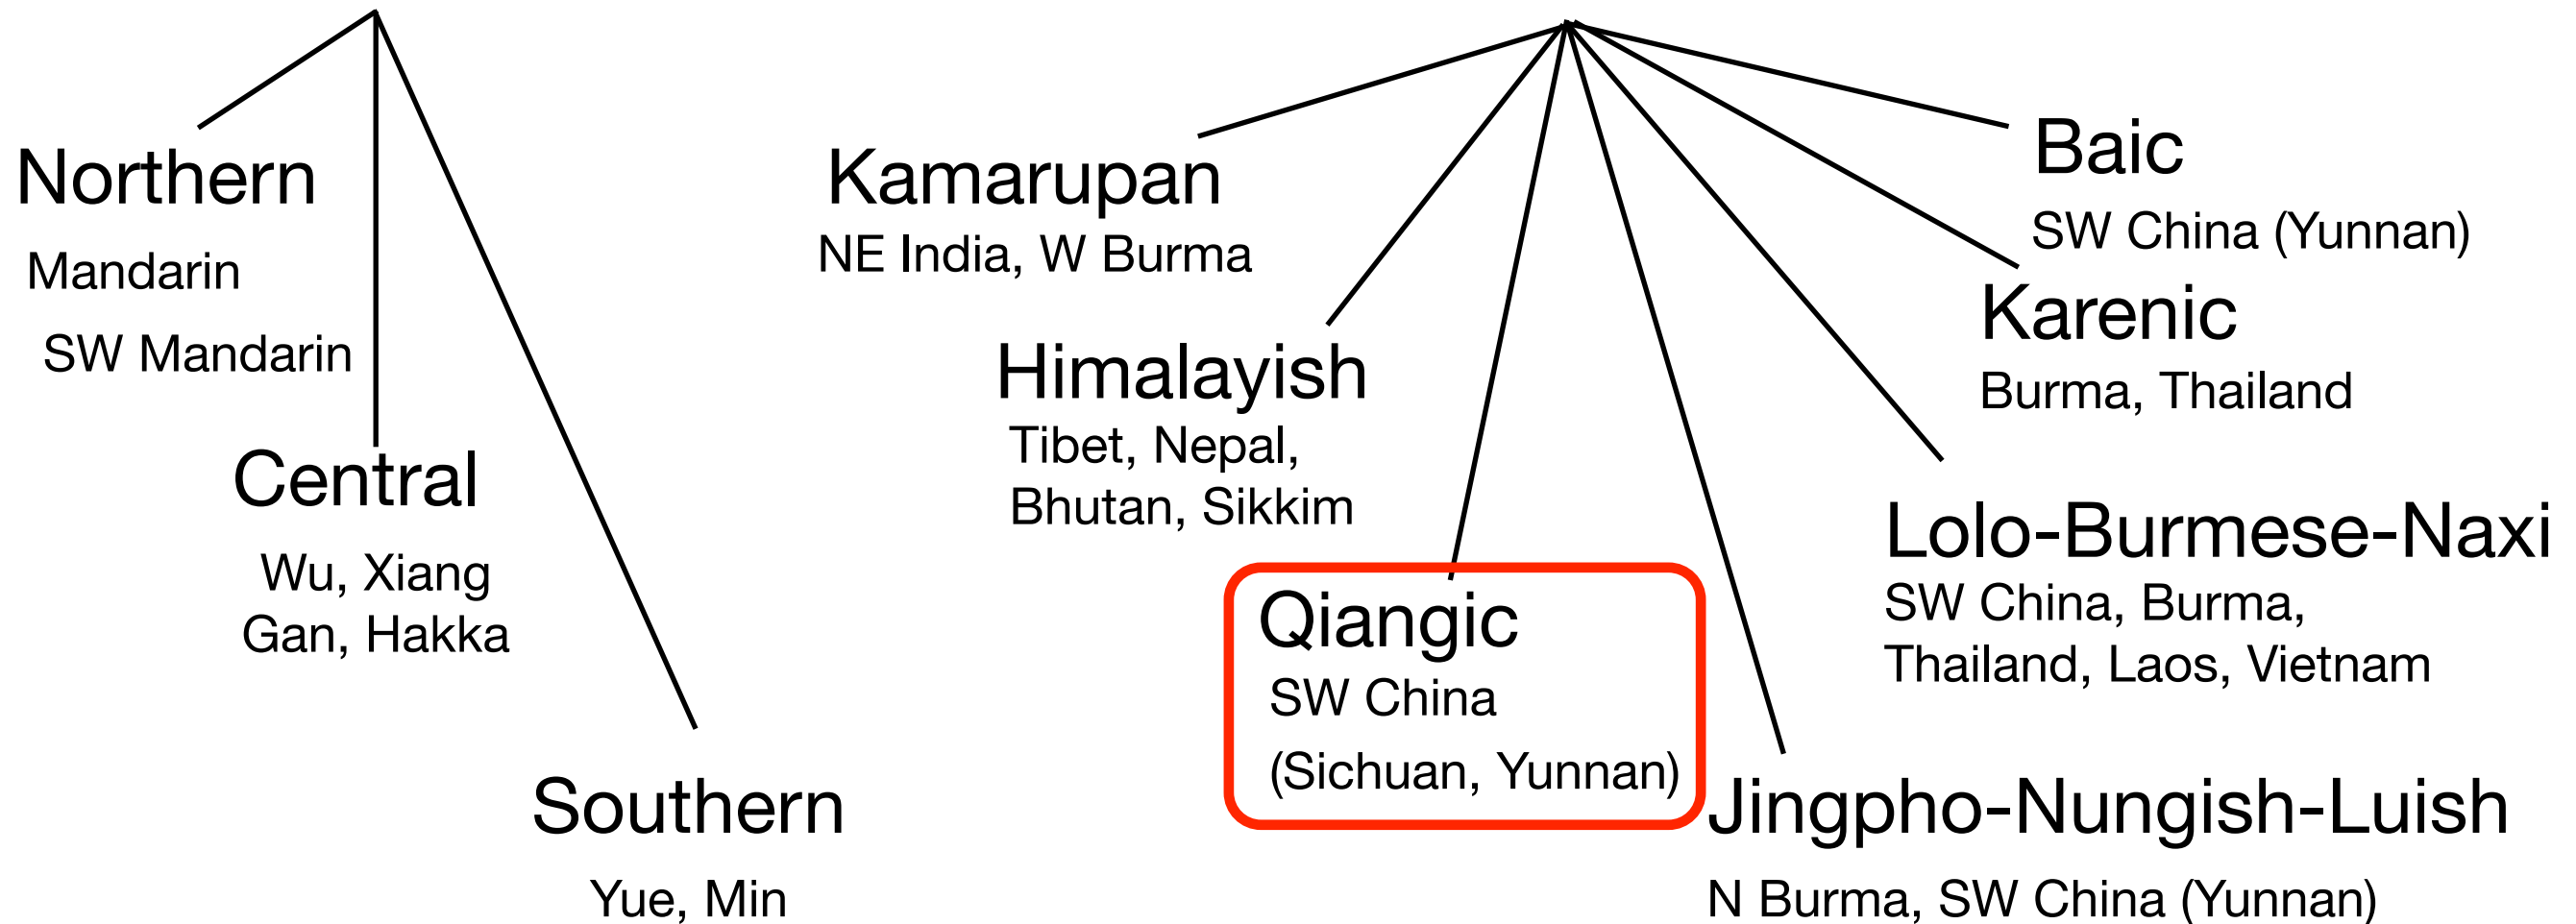 Northern
Mandarin
SW Mandarin
Central
Wu, Xiang
Gan, Hakka
Southern
Yue, Min
Kamarupan
NE India, W Burma
Himalayish
Tibet, Nepal,
Bhutan, Sikkim
Qiangic
SW China
(Sichuan, Yunnan)
Jingpho-Nungish-Luish
N Burma, SW China (Yunnan)
Lolo-Burmese-Naxi
SW China, Burma,
Thailand, Laos, Vietnam
Karenic
Burma, Thailand
Baic
SW China (Yunnan)